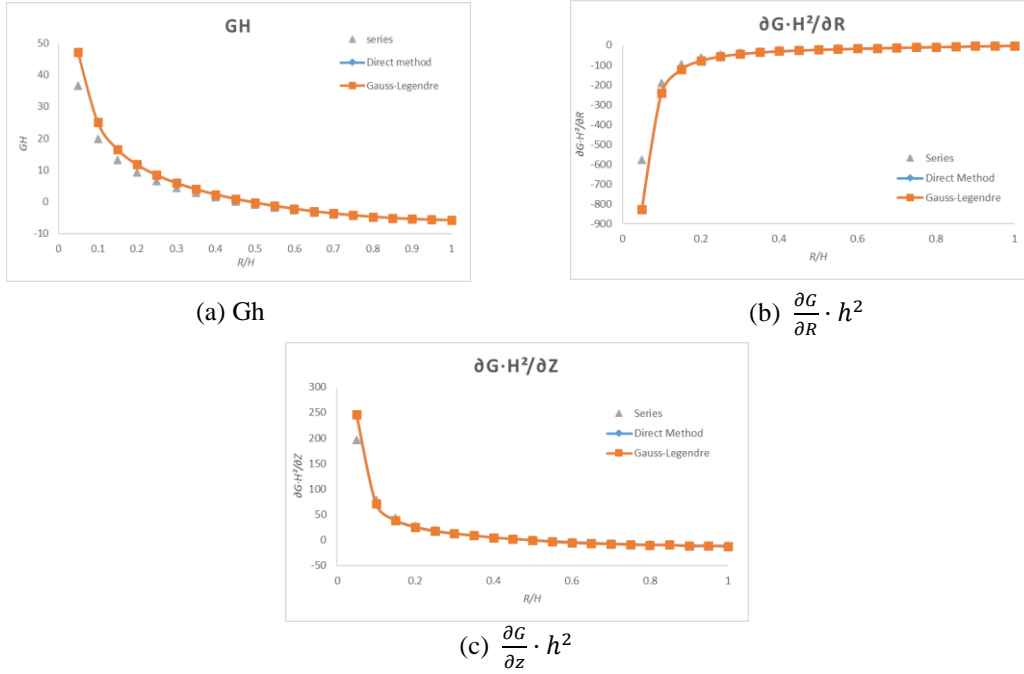 GH
50
40
30
20
10
0
-10
GH
0 0.1 0.2 0.3 0.4 0.5 0.6 0.7 0.8 0.9 1
R/H
series
Direct method
Gauss-Legendre
(a) Gh
∂G·H²/∂R
0
-100
-200
-300
-400
-500
-600
-700
-800
-900
∂G·H²/∂R
0 0.2 0.4 0.6 0.8 1
R/H
Series
Direct Method
Gauss-Legendre
(b) ∂G/∂R · h²
∂G·H²/∂Z
300
250
200
150
100
50
0
-50
∂G·H²/∂Z
0 0.2 0.4 0.6 0.8 1
R/H
Series
Direct Method
Gauss-Legendre
(c) ∂G/∂z · h²